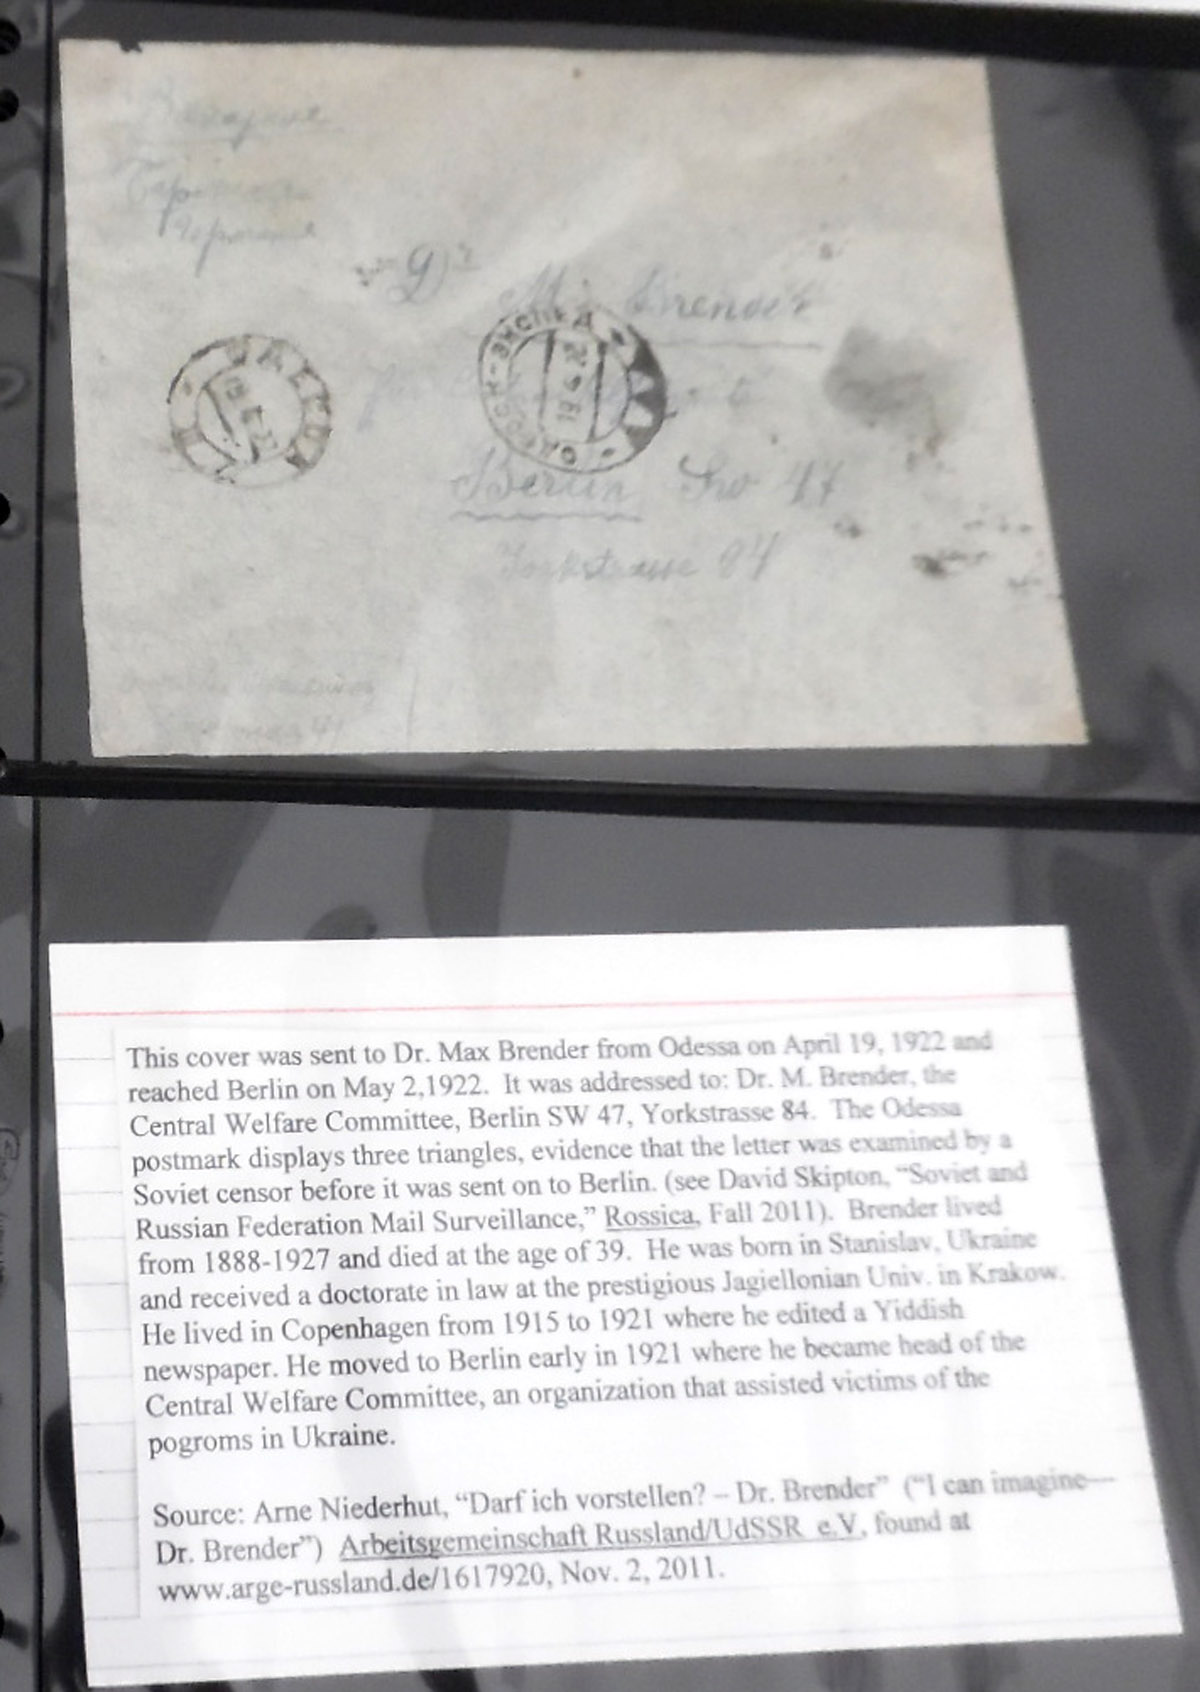 M. Brender
Berlin Sw 47
Yorkstrasse 84
This cover was sent to Dr. Max Brender from Odessa on April 19, 1922 and
reached Berlin on May 2,1922. It was addressed to: Dr. M. Brender, the
Central Welfare Committee, Berlin SW 47, Yorkstrasse 84. The Odessa
postmark displays three triangles, evidence that the letter was examined by a
Soviet censor before it was sent on to Berlin. (see David Skipton, “Soviet and
Russian Federation Mail Surveillance,” Rossica, Fall 2011). Brender lived
from 1888-1927 and died at the age of 39. He was born in Stanislav, Ukraine
and received a doctorate in law at the prestigious Jagiellonian Univ. in Krakow.
He lived in Copenhagen from 1915 to 1921 where he edited a Yiddish
newspaper. He moved to Berlin early in 1921 where he became head of the
Central Welfare Committee, an organization that assisted victims of the
pogroms in Ukraine.
Source: Arne Niederhut, “Darf ich vorstellen? – Dr. Brender” (“I can imagine—
Dr. Brender”) Arbeitsgemeinschaft Russland/UdSSR e.V, found at
www.arge-russland.de/1617920, Nov. 2, 2011.